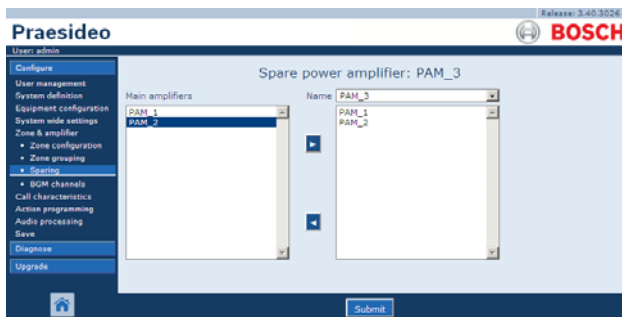 Release: 3.40.3024
Praesideo
BOSCH
User: admin
Configure
User management
System definition
Equipment configuration
System wide settings
Zone & amplifier
• Zone configuration
• Zone grouping
• Sparing
• BGM channels
Call characteristics
Action programming
Audio processing
Save
Diagnose
Upgrade
Spare power amplifier: PAM_3
Main amplifiers
PAM_1
PAM_2
Name PAM_3
PAM_1
PAM_2
Submit